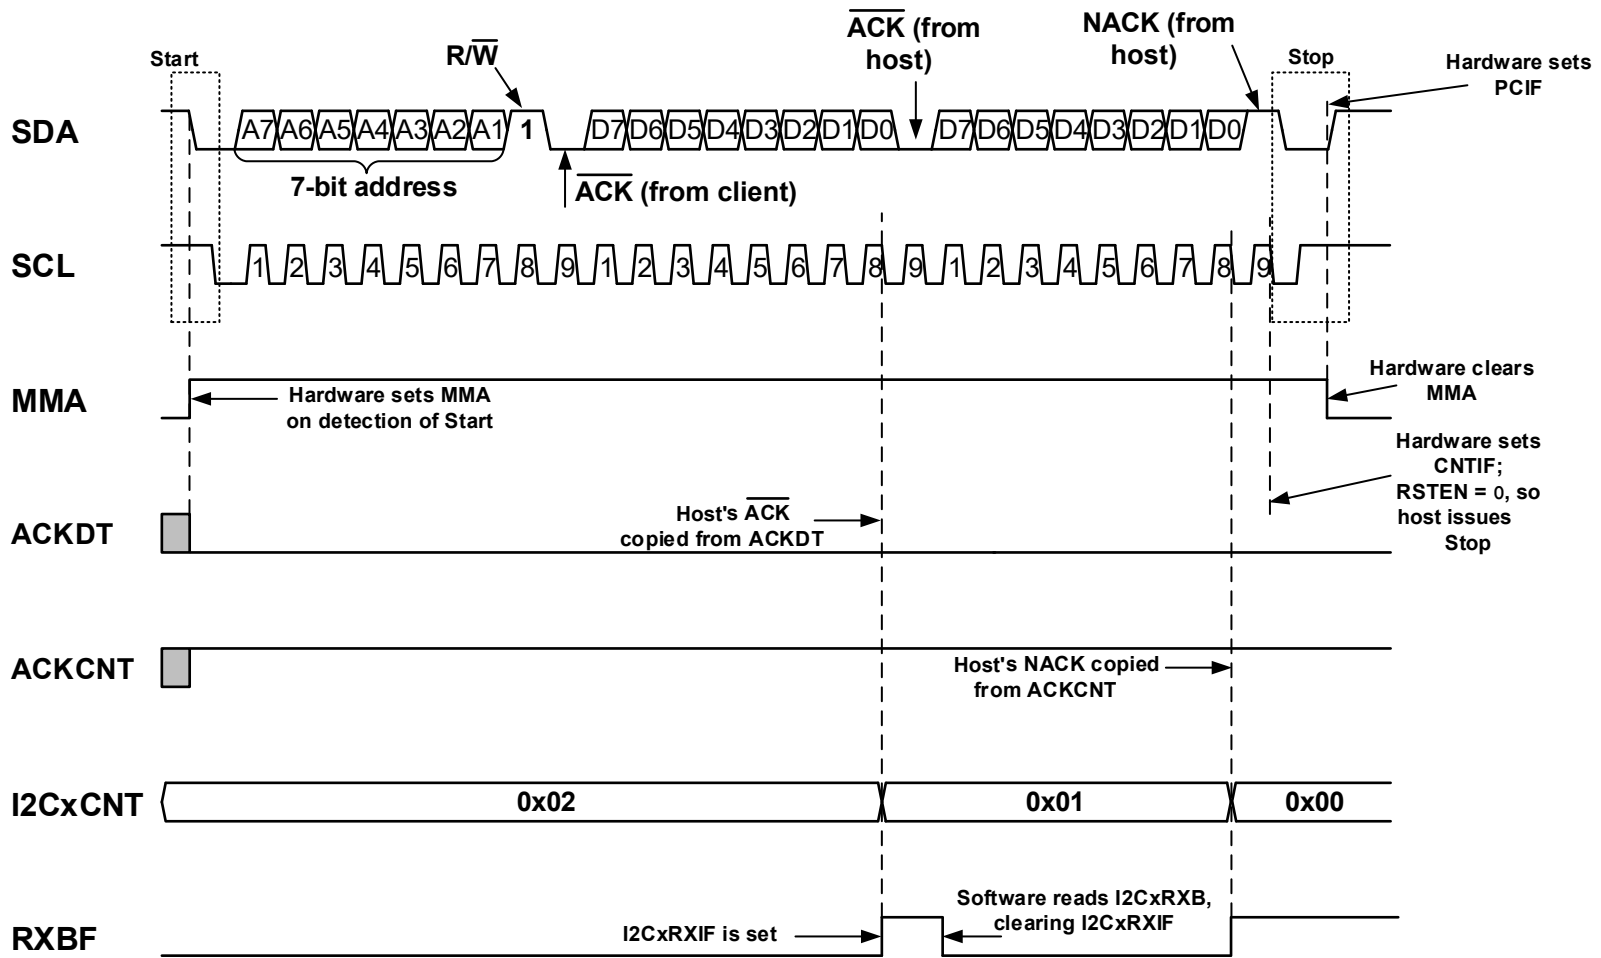 Start
R/W
ACK (from
host)
NACK (from
host)
Stop
Hardware sets
PCIF
SDA
A7 A6 A5 A4 A3 A2 A1 1 D7 D6 D5 D4 D3 D2 D1 D0 D7 D6 D5 D4 D3 D2 D1 D0
7-bit address
ACK (from client)
SCL
1 2 3 4 5 6 7 8 9 1 2 3 4 5 6 7 8 9 1 2 3 4 5 6 7 8 9
MMA
Hardware sets MMA
on detection of Start
Hardware clears
MMA
Hardware sets
CNTIF;
RSTEN = 0, so
host issues
Stop
ACKDT
Host's ACK
copied from ACKDT
ACKCNT
Host's NACK copied
from ACKCNT
I2CxCNT
0x02
0x01
0x00
RXBF
I2CxRXIF is set
Software reads I2CxRXB,
clearing I2CxRXIF